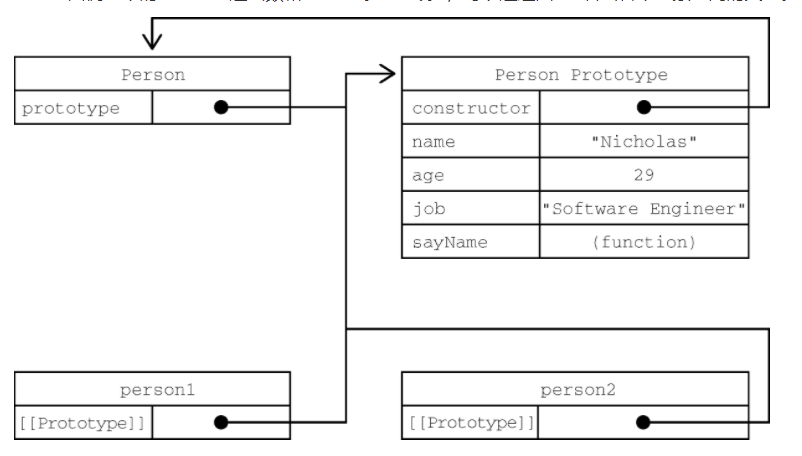 Person
prototype
Person Prototype
constructor
name "Nicholas"
age 29
job "Software Engineer"
sayName (function)
person1
[[Prototype]]
person2
[[Prototype]]